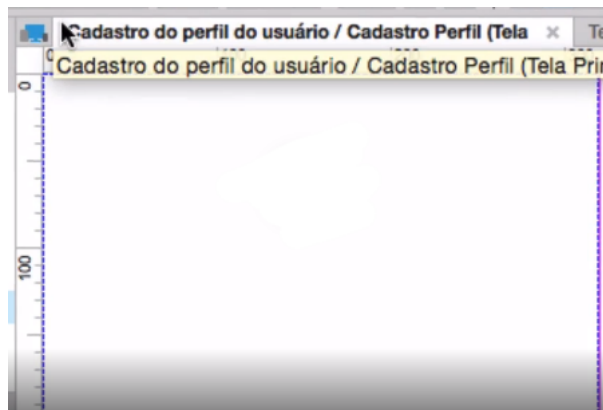 Cadastro do perfil do usuário / Cadastro Perfil (Tela × Te
Cadastro do perfil do usuário / Cadastro Perfil (Tela Prin
0
100